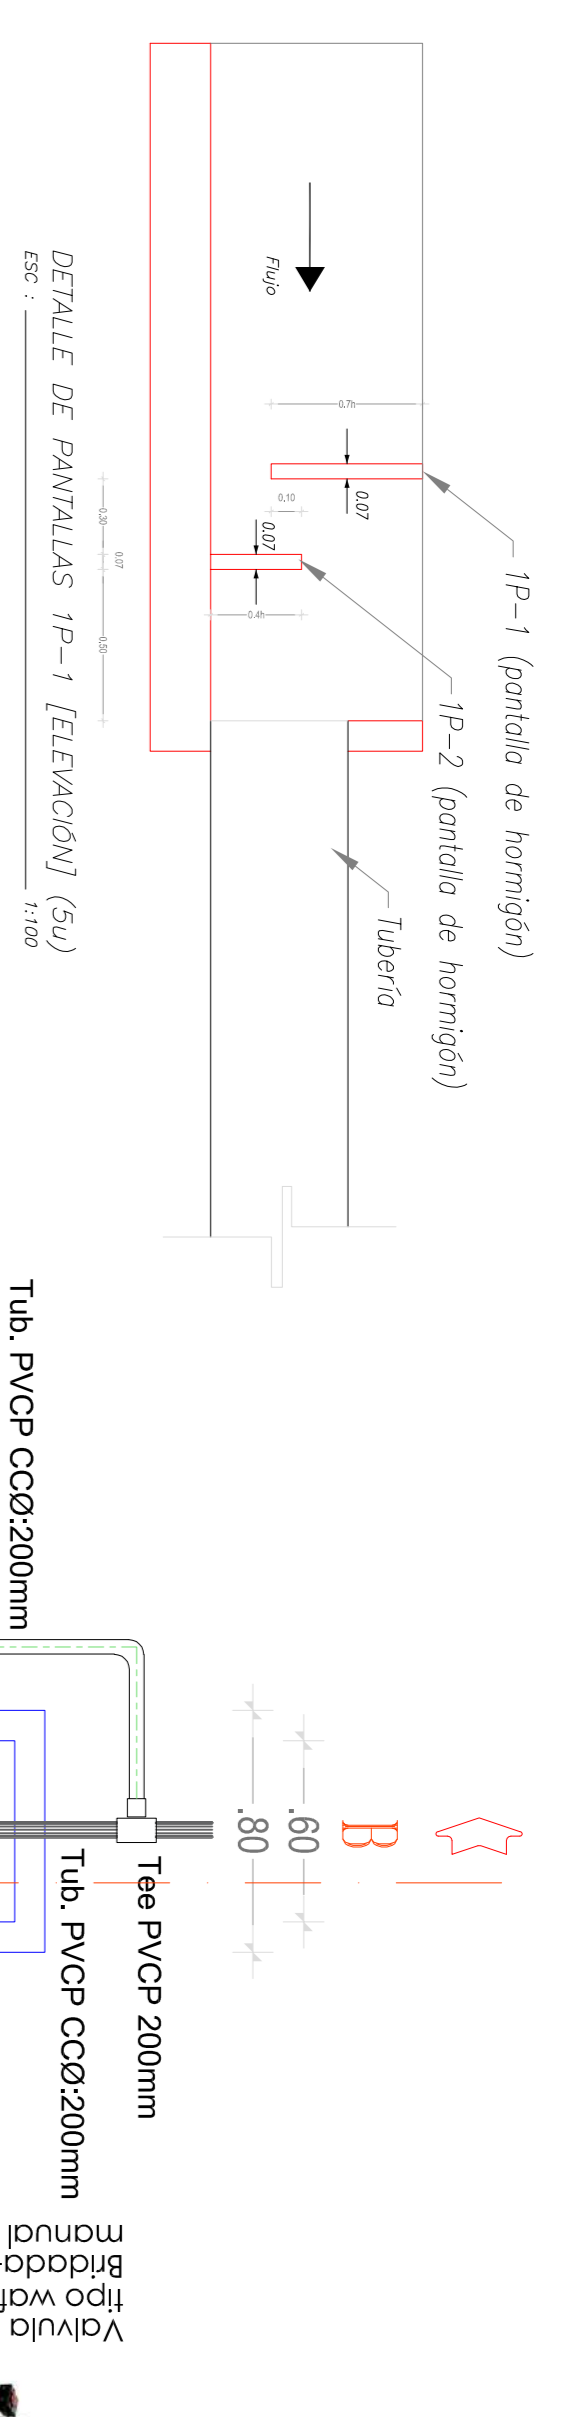 1P-1 (pantalla de hormigón)
1P-2 (pantalla de hormigón)
Tubería
Flujo
0.7h
0.07
0.10
0.07
0.4h
0.30
0.07
0.50
DETALLE DE PANTALLAS 1P-1 [ELEVACIÓN] (5u)
ESC :
1:100
B
.60
.80
Tee PVCP 200mm
Tub. PVCP CCØ:200mm
Tub. PVCP CCØ:200mm
Valvula
tipo waf
Bridada-
manual